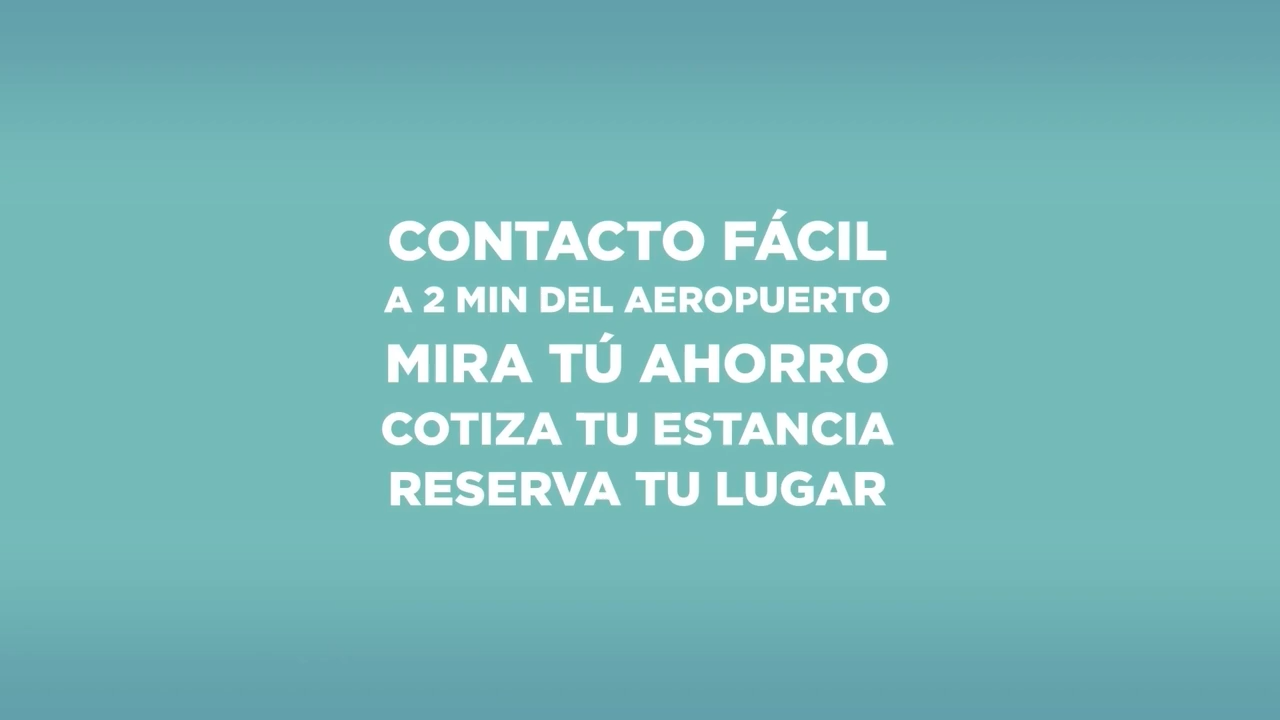 CONTACTO FÁCIL
A 2 MIN DEL AEROPUERTO
MIRA TÚ AHORRO
COTIZA TU ESTANCIA
RESERVA TU LUGAR